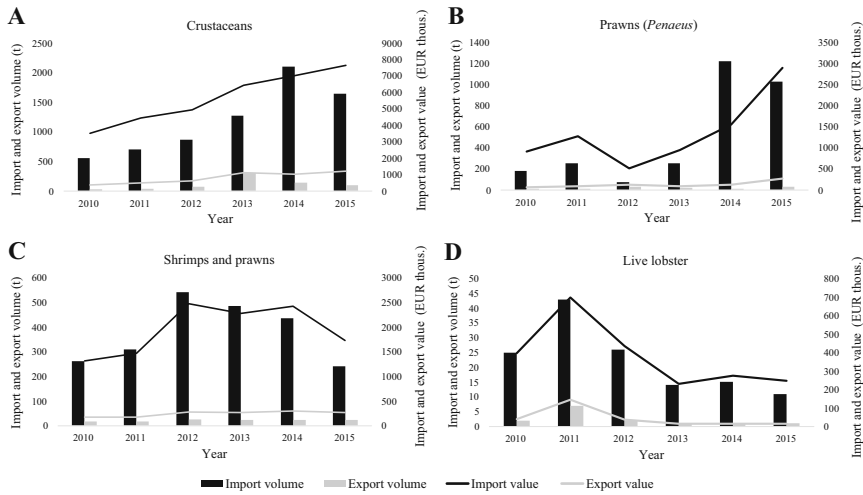 A
Crustaceans
Import and export volume (t)
2500
2000
1500
1000
500
0
9000
8000
7000
6000
5000
4000
3000
2000
1000
0
Import and export value (EUR thous.)
2010 2011 2012 2013 2014 2015
Year
B
Prawns (Penaeus)
Import and export volume (t)
1400
1200
1000
800
600
400
200
0
3500
3000
2500
2000
1500
1000
500
0
Import and export value (EUR thous.)
2010 2011 2012 2013 2014 2015
Year
C
Shrimps and prawns
Import and export volume (t)
600
500
400
300
200
100
0
3000
2500
2000
1500
1000
500
0
Import and export value (EUR thous.)
2010 2011 2012 2013 2014 2015
Year
D
Live lobster
Import and export volume (t)
50
45
40
35
30
25
20
15
10
5
0
800
700
600
500
400
300
200
100
0
Import and export value (EUR thous.)
2010 2011 2012 2013 2014 2015
Year
Import volume Export volume Import value Export value